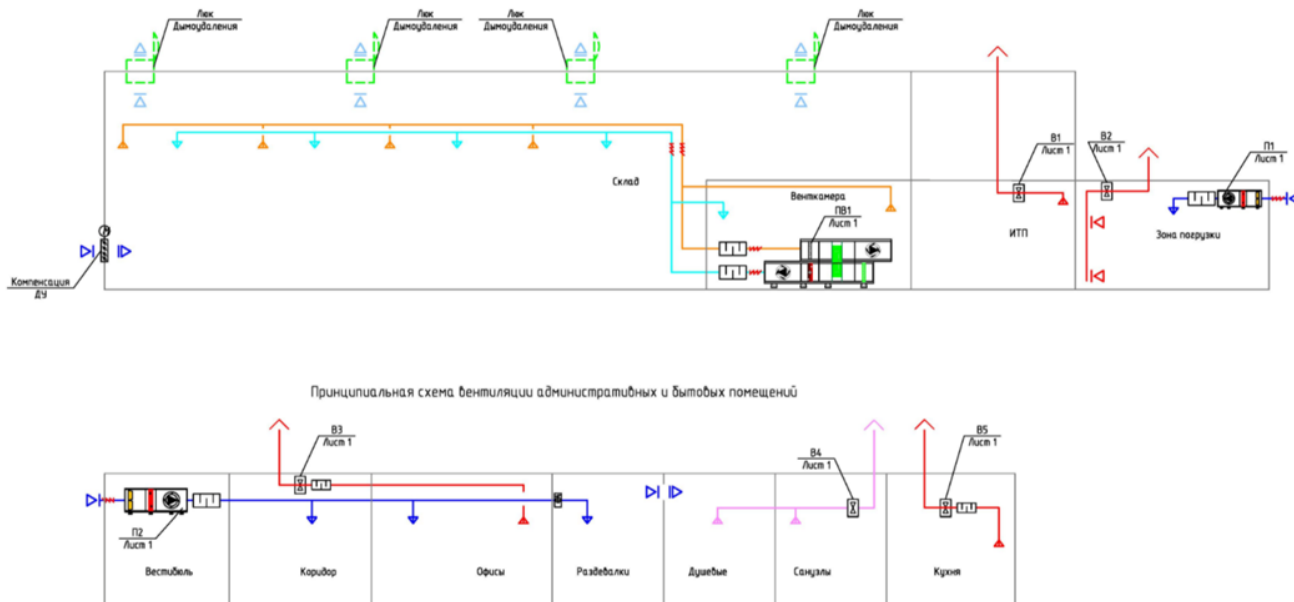 Люк
Дымоудаления
Люк
Дымоудаления
Люк
Дымоудаления
Люк
Дымоудаления
В1
Лист 1
В2
Лист 1
П1
Лист 1
Склад
Венткамера
ПВ1
Лист 1
ИТП
Зона погрузки
Компенсация
ДУ
Принципиальная схема вентиляции административных и бытовых помещений
В3
Лист 1
В4
Лист 1
В5
Лист 1
П2
Лист 1
Вестибюль
Коридор
Офисы
Раздевалки
Душевые
Санузлы
Кухня